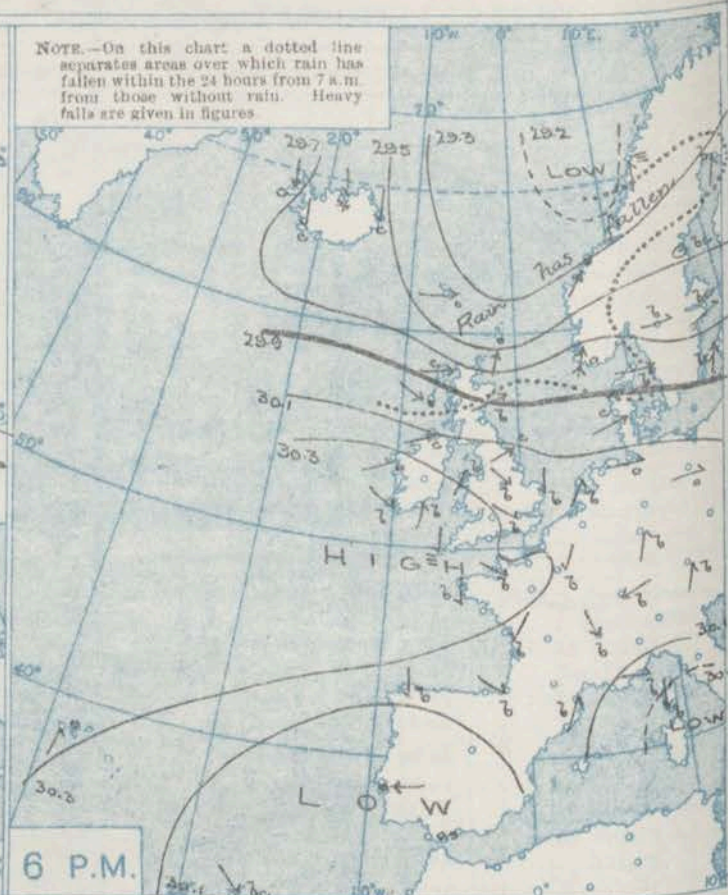 NOTE.—On this chart a dotted line
separates areas over which rain has
fallen within the 24 hours from 7 a.m.
from those without rain. Heavy
falls are given in figures
10°W 0° 10°E. 20°
70°
50° 40° 30° 20°
29.7 29.5 29.3 29.2
LOW
60
Rain has fallen
29.9
30.1
30.3
50°
HIGH
40°
30.3
LOW
LOW
6 P.M.
10°W